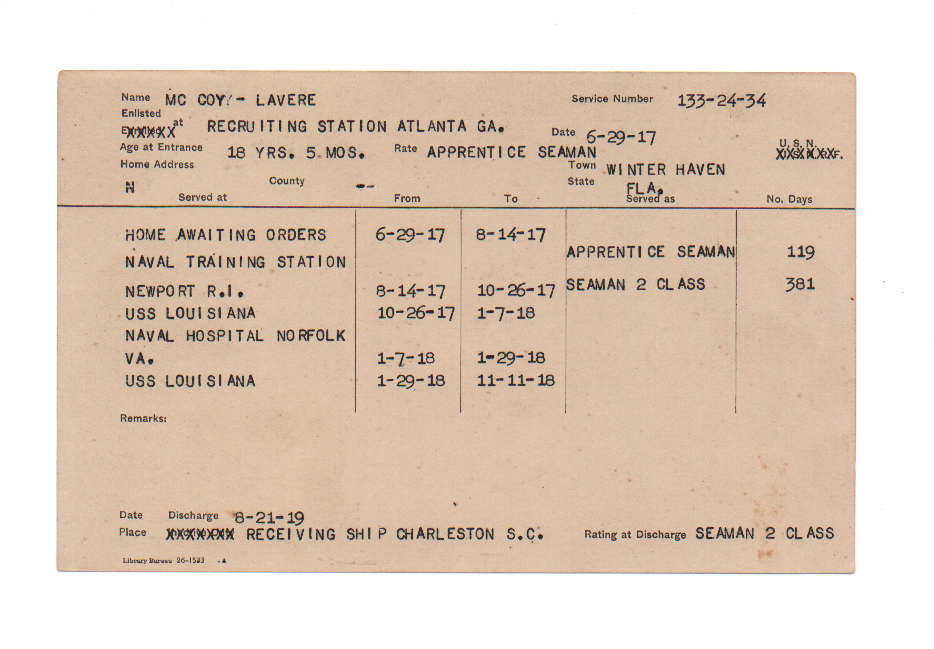 Name MC COY - LAVERE Service Number 133-24-34
Enlisted
at RECRUITING STATION ATLANTA GA. Date 6-29-17
Age at Entrance 18 YRS. 5 MOS. Rate APPRENTICE SEAMAN U. S. N.
Home Address Town WINTER HAVEN
N County -- State FLA.
Served at From To Served as No. Days
HOME AWAITING ORDERS 6-29-17 8-14-17
APPRENTICE SEAMAN 119
NAVAL TRAINING STATION
NEWPORT R.I. 8-14-17 10-26-17 SEAMAN 2 CLASS 381
USS LOUISIANA 10-26-17 1-7-18
NAVAL HOSPITAL NORFOLK
VA. 1-7-18 1-29-18
USS LOUISIANA 1-29-18 11-11-18
Remarks:
Date Discharge 8-21-19
Place XXXXXXX RECEIVING SHIP CHARLESTON S.C. Rating at Discharge SEAMAN 2 CLASS
Library Bureau 26-1523